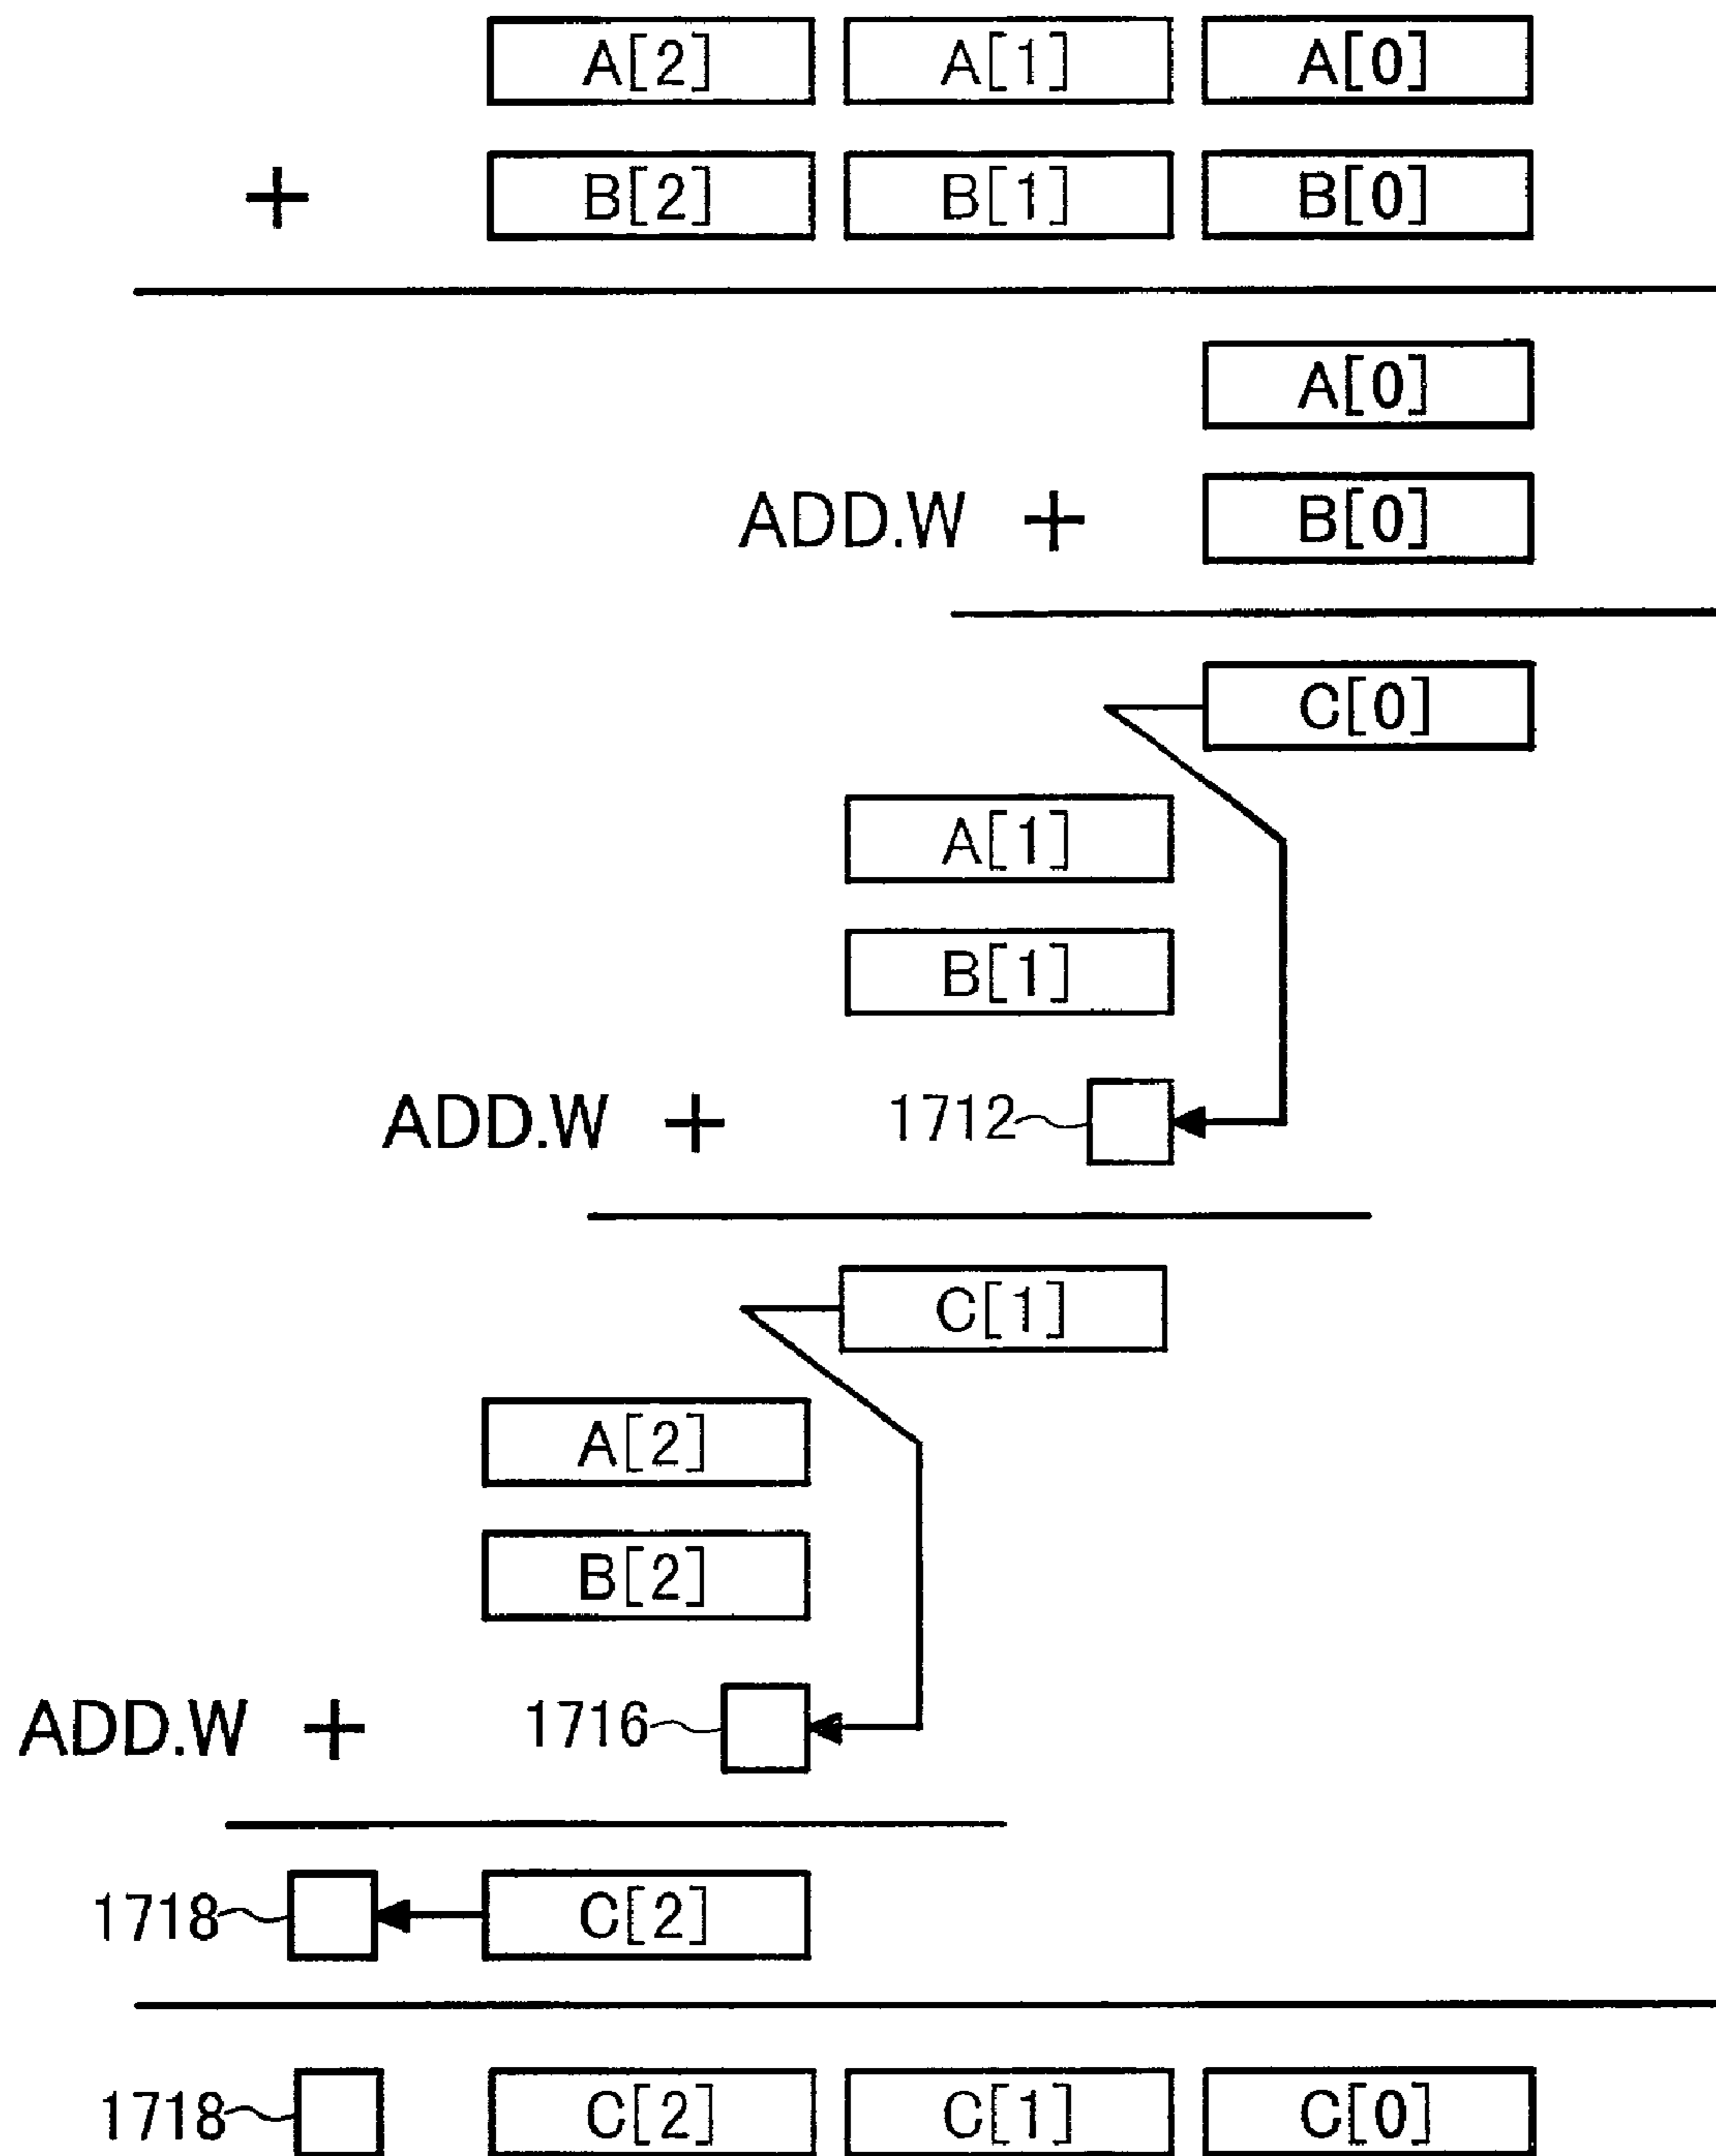 A[2] A[1] A[0]
+ B[2] B[1] B[0]
A[0]
ADD.W + B[0]
C[0]
A[1]
B[1]
ADD.W + 1712
C[1]
A[2]
B[2]
ADD.W + 1716
1718 C[2]
1718 C[2] C[1] C[0]